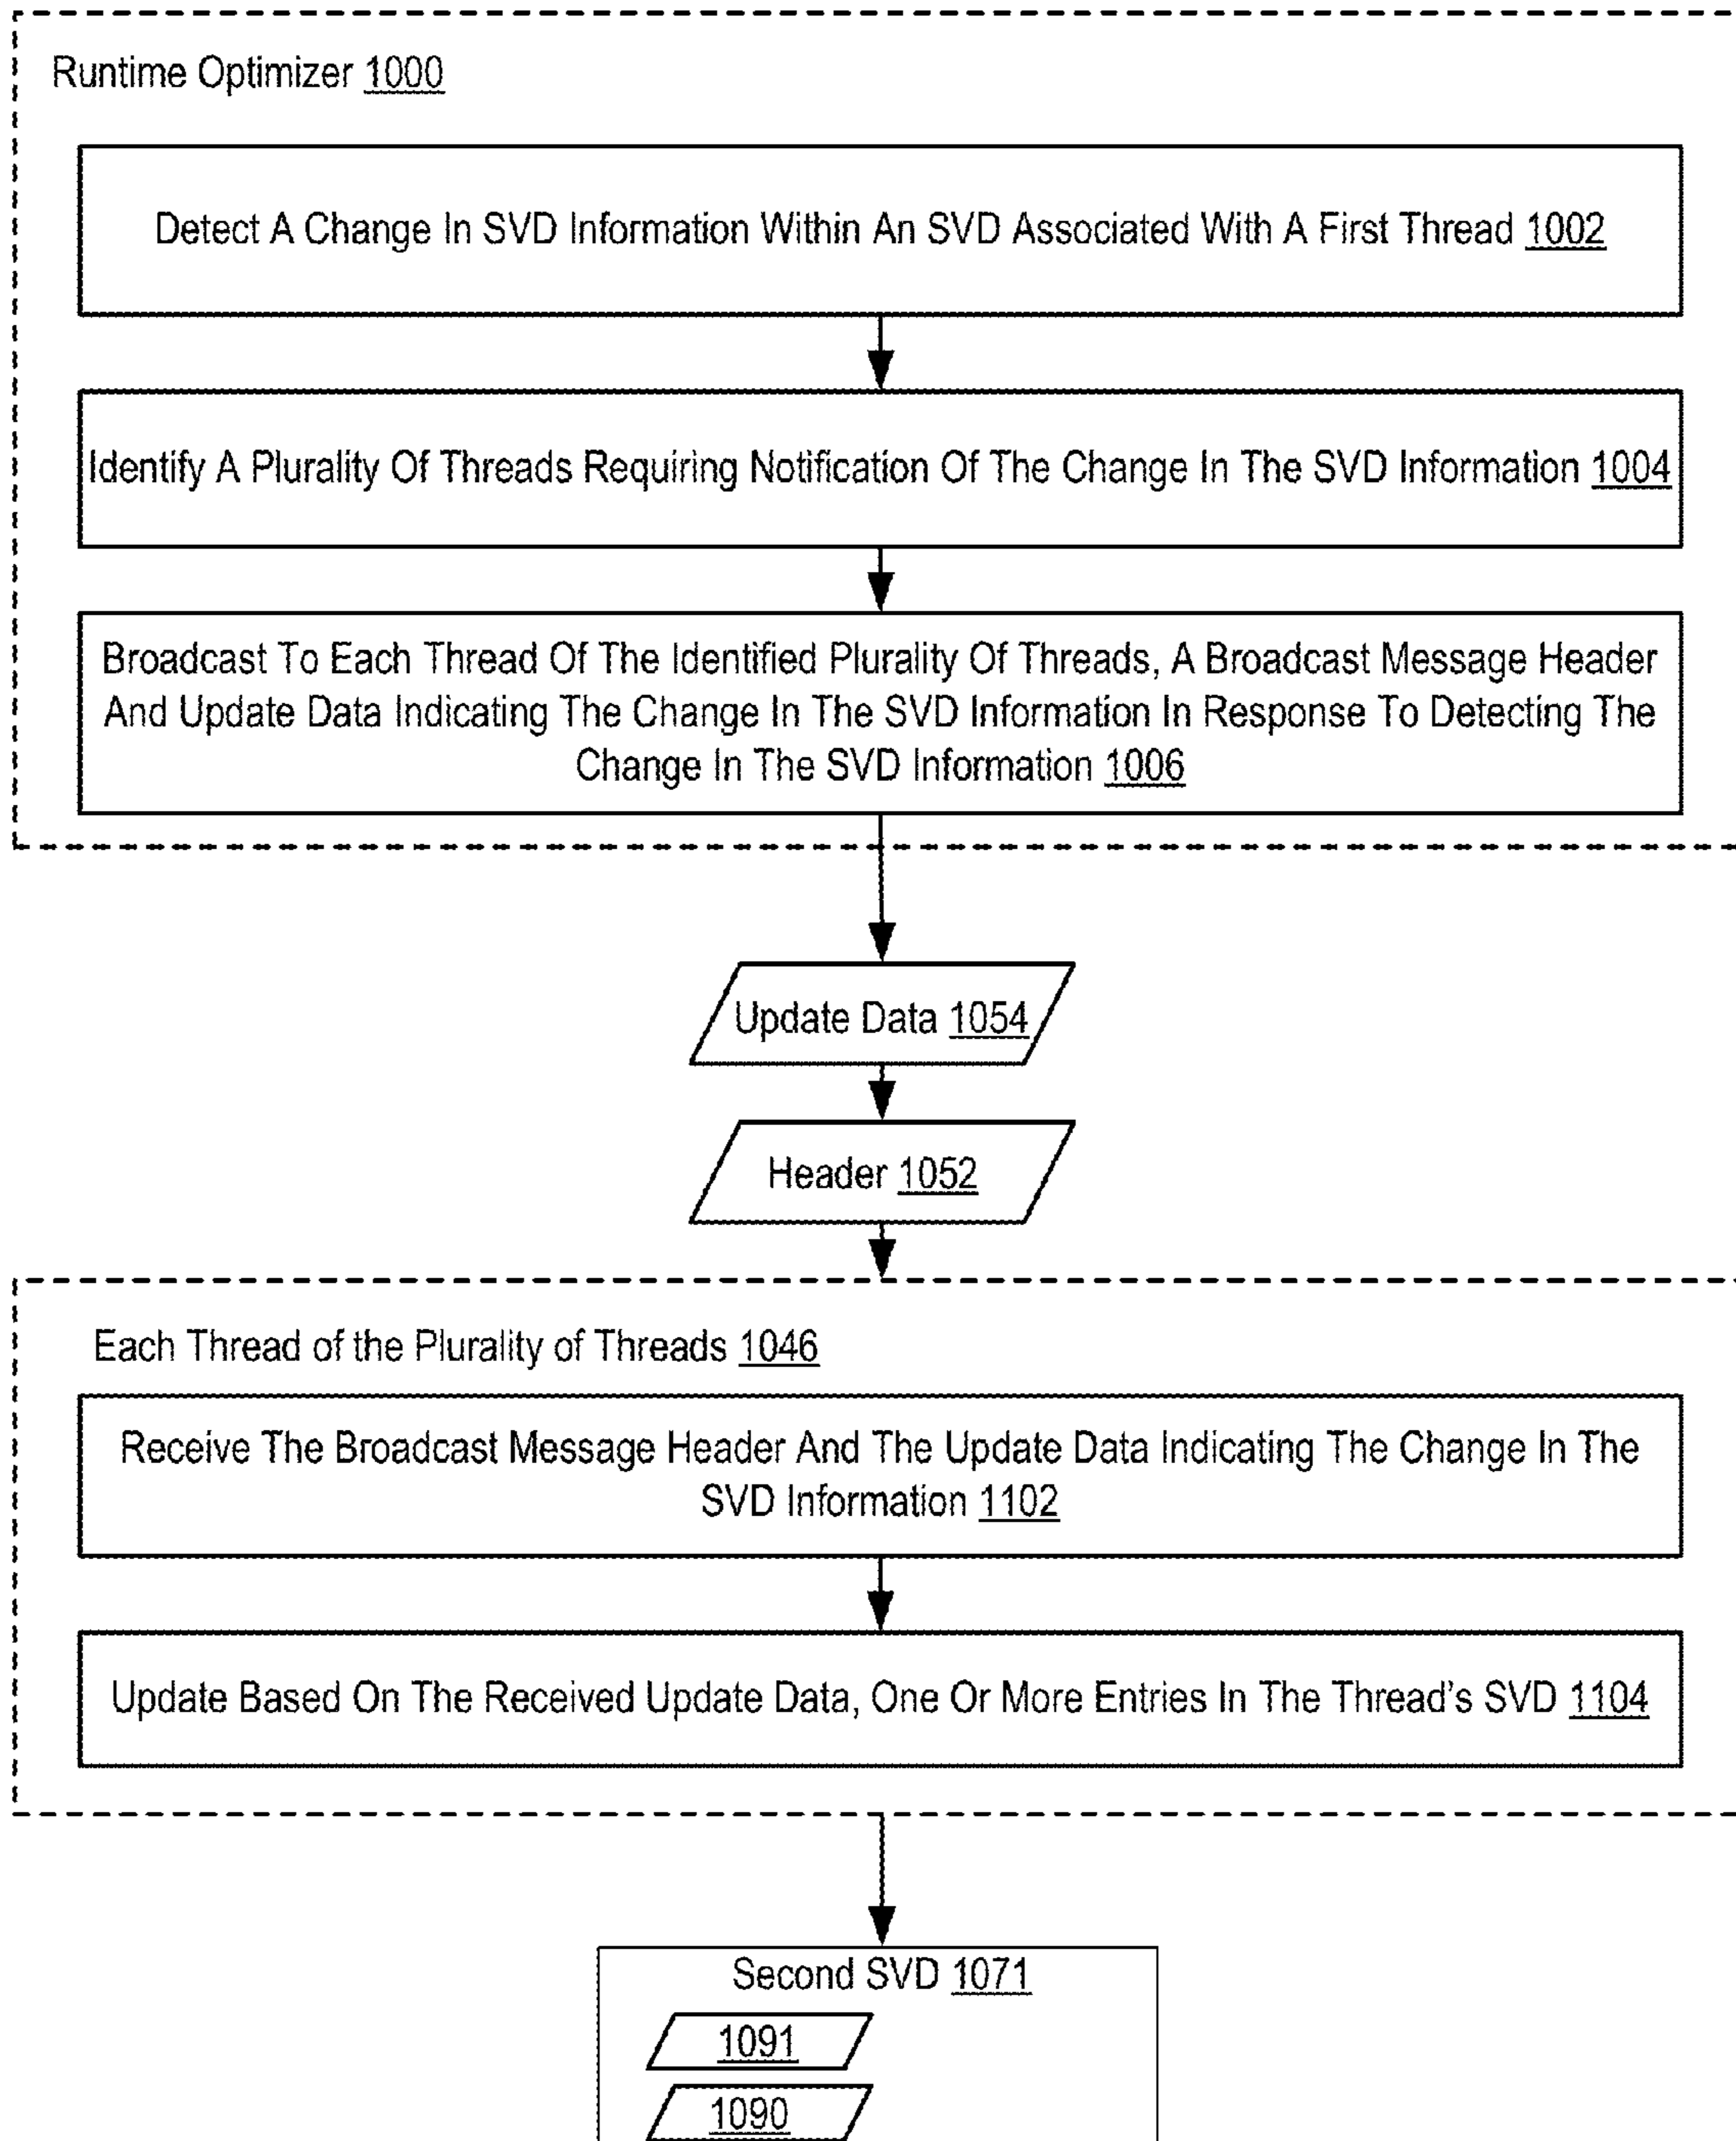 Runtime Optimizer 1000
Detect A Change In SVD Information Within An SVD Associated With A First Thread 1002
Identify A Plurality Of Threads Requiring Notification Of The Change In The SVD Information 1004
Broadcast To Each Thread Of The Identified Plurality Of Threads, A Broadcast Message Header
And Update Data Indicating The Change In The SVD Information In Response To Detecting The
Change In The SVD Information 1006
Update Data 1054
Header 1052
Each Thread of the Plurality of Threads 1046
Receive The Broadcast Message Header And The Update Data Indicating The Change In The
SVD Information 1102
Update Based On The Received Update Data, One Or More Entries In The Thread's SVD 1104
Second SVD 1071
1091
1090